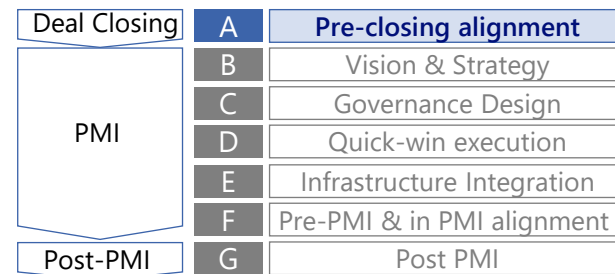 Deal Closing A Pre-closing alignment
B Vision & Strategy
C Governance Design
PMI
D Quick-win execution
E Infrastructure Integration
F Pre-PMI & in PMI alignment
Post-PMI G Post PMI